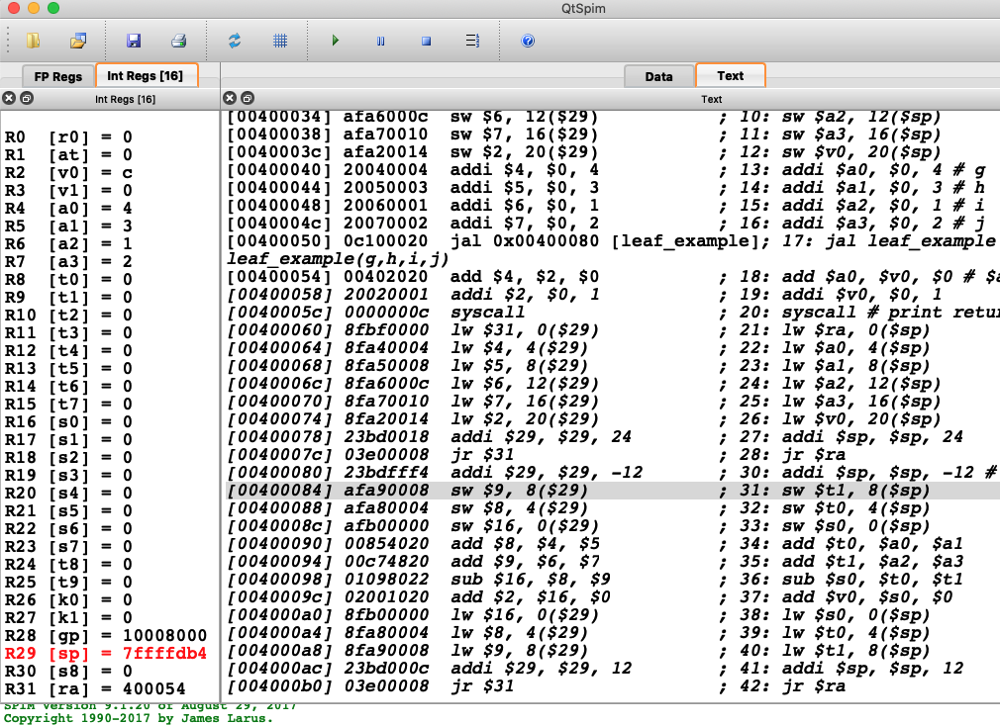 QtSpim
FP Regs
Int Regs [16]
Data
Text
Int Regs [16]
Text
R0 [r0] = 0
R1 [at] = 0
R2 [v0] = c
R3 [v1] = 0
R4 [a0] = 4
R5 [a1] = 3
R6 [a2] = 1
R7 [a3] = 2
R8 [t0] = 0
R9 [t1] = 0
R10 [t2] = 0
R11 [t3] = 0
R12 [t4] = 0
R13 [t5] = 0
R14 [t6] = 0
R15 [t7] = 0
R16 [s0] = 0
R17 [s1] = 0
R18 [s2] = 0
R19 [s3] = 0
R20 [s4] = 0
R21 [s5] = 0
R22 [s6] = 0
R23 [s7] = 0
R24 [t8] = 0
R25 [t9] = 0
R26 [k0] = 0
R27 [k1] = 0
R28 [gp] = 10008000
R29 [sp] = 7ffffdb4
R30 [s8] = 0
R31 [ra] = 400054
[00400034] afa6000c sw $6, 12($29) ; 10: sw $a2, 12($sp)
[00400038] afa70010 sw $7, 16($29) ; 11: sw $a3, 16($sp)
[0040003c] afa20014 sw $2, 20($29) ; 12: sw $v0, 20($sp)
[00400040] 20040004 addi $4, $0, 4 ; 13: addi $a0, $0, 4 # g
[00400044] 20050003 addi $5, $0, 3 ; 14: addi $a1, $0, 3 # h
[00400048] 20060001 addi $6, $0, 1 ; 15: addi $a2, $0, 1 # i
[0040004c] 20070002 addi $7, $0, 2 ; 16: addi $a3, $0, 2 # j
[00400050] 0c100020 jal 0x00400080 [leaf_example]; 17: jal leaf_example
leaf_example(g,h,i,j)
[00400054] 00402020 add $4, $2, $0 ; 18: add $a0, $v0, $0 # $a
[00400058] 20020001 addi $2, $0, 1 ; 19: addi $v0, $0, 1
[0040005c] 0000000c syscall ; 20: syscall # print retu
[00400060] 8fbf0000 lw $31, 0($29) ; 21: lw $ra, 0($sp)
[00400064] 8fa40004 lw $4, 4($29) ; 22: lw $a0, 4($sp)
[00400068] 8fa50008 lw $5, 8($29) ; 23: lw $a1, 8($sp)
[0040006c] 8fa6000c lw $6, 12($29) ; 24: lw $a2, 12($sp)
[00400070] 8fa70010 lw $7, 16($29) ; 25: lw $a3, 16($sp)
[00400074] 8fa20014 lw $2, 20($29) ; 26: lw $v0, 20($sp)
[00400078] 23bd0018 addi $29, $29, 24 ; 27: addi $sp, $sp, 24
[0040007c] 03e00008 jr $31 ; 28: jr $ra
[00400080] 23bdfff4 addi $29, $29, -12 ; 30: addi $sp, $sp, -12 #
[00400084] afa90008 sw $9, 8($29) ; 31: sw $t1, 8($sp)
[00400088] afa80004 sw $8, 4($29) ; 32: sw $t0, 4($sp)
[0040008c] afb00000 sw $16, 0($29) ; 33: sw $s0, 0($sp)
[00400090] 00854020 add $8, $4, $5 ; 34: add $t0, $a0, $a1
[00400094] 00c74820 add $9, $6, $7 ; 35: add $t1, $a2, $a3
[00400098] 01098022 sub $16, $8, $9 ; 36: sub $s0, $t0, $t1
[0040009c] 02001020 add $2, $16, $0 ; 37: add $v0, $s0, $0
[004000a0] 8fb00000 lw $16, 0($29) ; 38: lw $s0, 0($sp)
[004000a4] 8fa80004 lw $8, 4($29) ; 39: lw $t0, 4($sp)
[004000a8] 8fa90008 lw $9, 8($29) ; 40: lw $t1, 8($sp)
[004000ac] 23bd000c addi $29, $29, 12 ; 41: addi $sp, $sp, 12
[004000b0] 03e00008 jr $31 ; 42: jr $ra
SPIM Version 9.1.20 of August 29, 2017
Copyright 1990-2017 by James Larus.